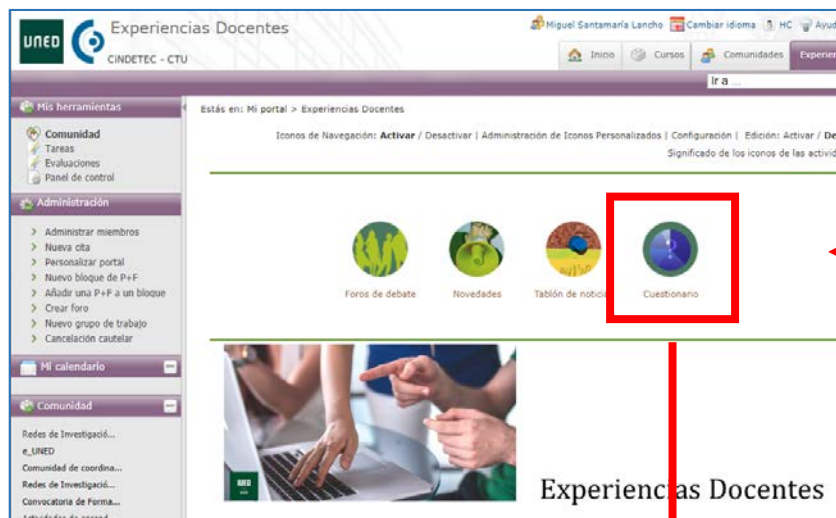 UNED
Experiencias Docentes
CINDETEC - CTU
Miguel Santamaría Lancho Cambiar idioma HC Ayud
Inicio Cursos Comunidades Experien
Ir a ...
Mis herramientas
Comunidad
Tareas
Evaluaciones
Panel de control
Administración
Administrar miembros
Nueva cita
Personalizar portal
Nuevo bloque de P+F
Añadir una P+F a un bloque
Crear foro
Nuevo grupo de trabajo
Cancelación cautelar
Mi calendario
Comunidad
Redes de Investigació...
e_UNED
Comunidad de coordina...
Redes de Investigació...
Convocatoria de Forma...
Estás en: Mi portal > Experiencias Docentes
Iconos de Navegación: Activar / Desactivar | Administración de Iconos Personalizados | Configuración | Edición: Activar / De
Significado de los iconos de las activid
AVISO
Foros de debate Novedades Tablón de noticia Cuestionario
UNED
Experiencias Docentes